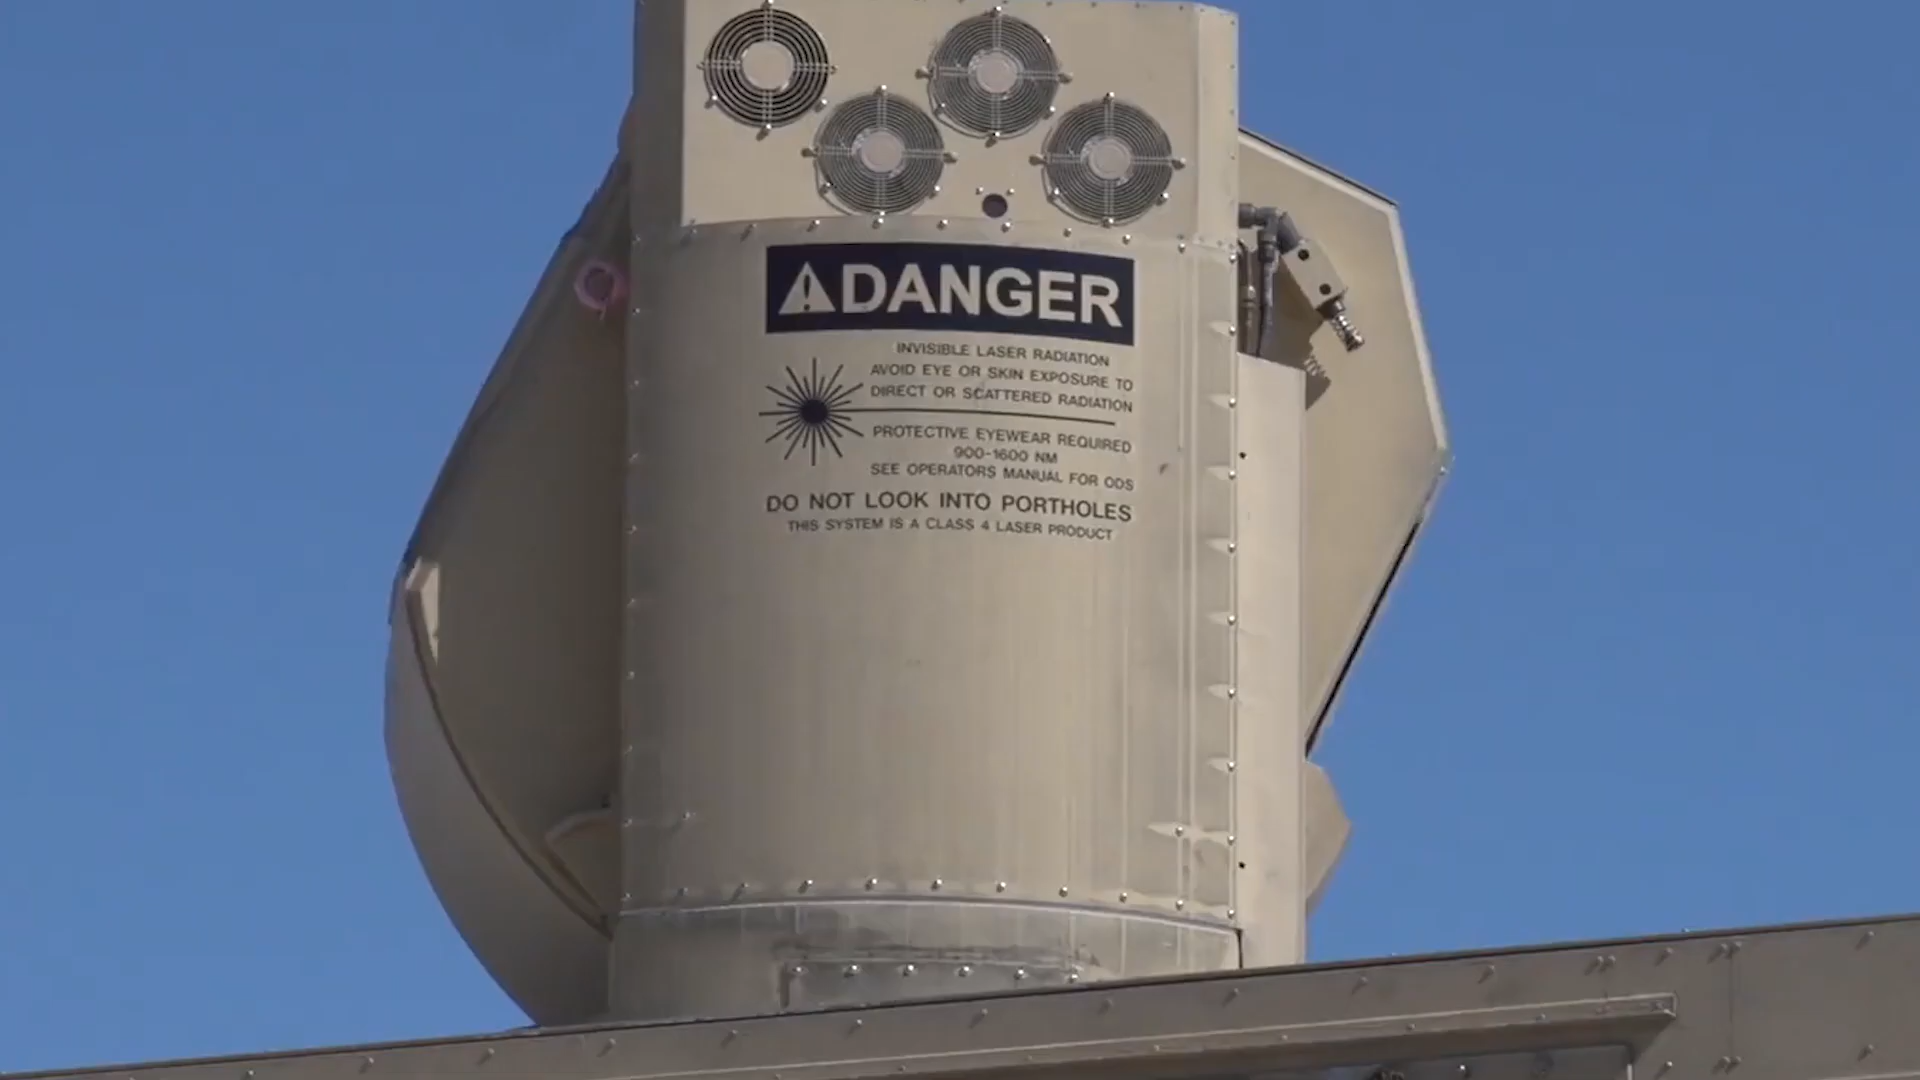 DANGER
INVISIBLE LASER RADIATION
AVOID EYE OR SKIN EXPOSURE TO
DIRECT OR SCATTERED RADIATION
PROTECTIVE EYEWEAR REQUIRED
900-1600 NM
SEE OPERATORS MANUAL FOR ODS
DO NOT LOOK INTO PORTHOLES
THIS SYSTEM IS A CLASS 4 LASER PRODUCT